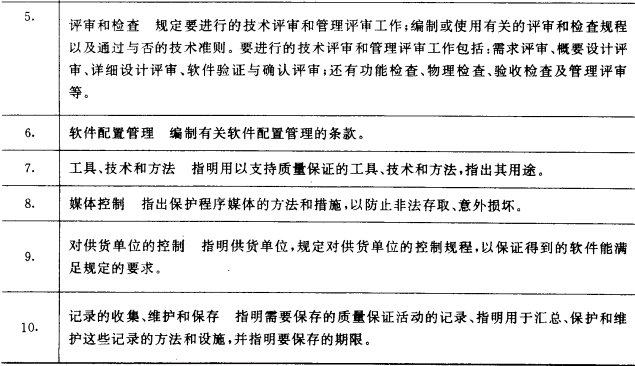 5.
评审和检查　规定要进行的技术评审和管理评审工作;编制或使用有关的评审和检查规程
以及通过与否的技术准则。要进行的技术评审和管理评审工作包括:需求评审、概要设计评
审、详细设计评审、软件验证与确认评审;还有功能检查、物理检查、验收检查及管理评审
等。
6.　软件配置管理　编制有关软件配置管理的条款。
7.　工具、技术和方法　指明用以支持质量保证的工具、技术和方法,指出其用途。
8.　媒体控制　指出保护程序媒体的方法和措施,以防止非法存取、意外损坏。
9.
对供货单位的控制　指明供货单位,规定对供货单位的控制规程,以保证得到的软件能满
足规定的要求。
10.
记录的收集、维护和保存　指明需要保存的质量保证活动的记录、指明用于汇总、保护和维
护这些记录的方法和设施,并指明要保存的期限。